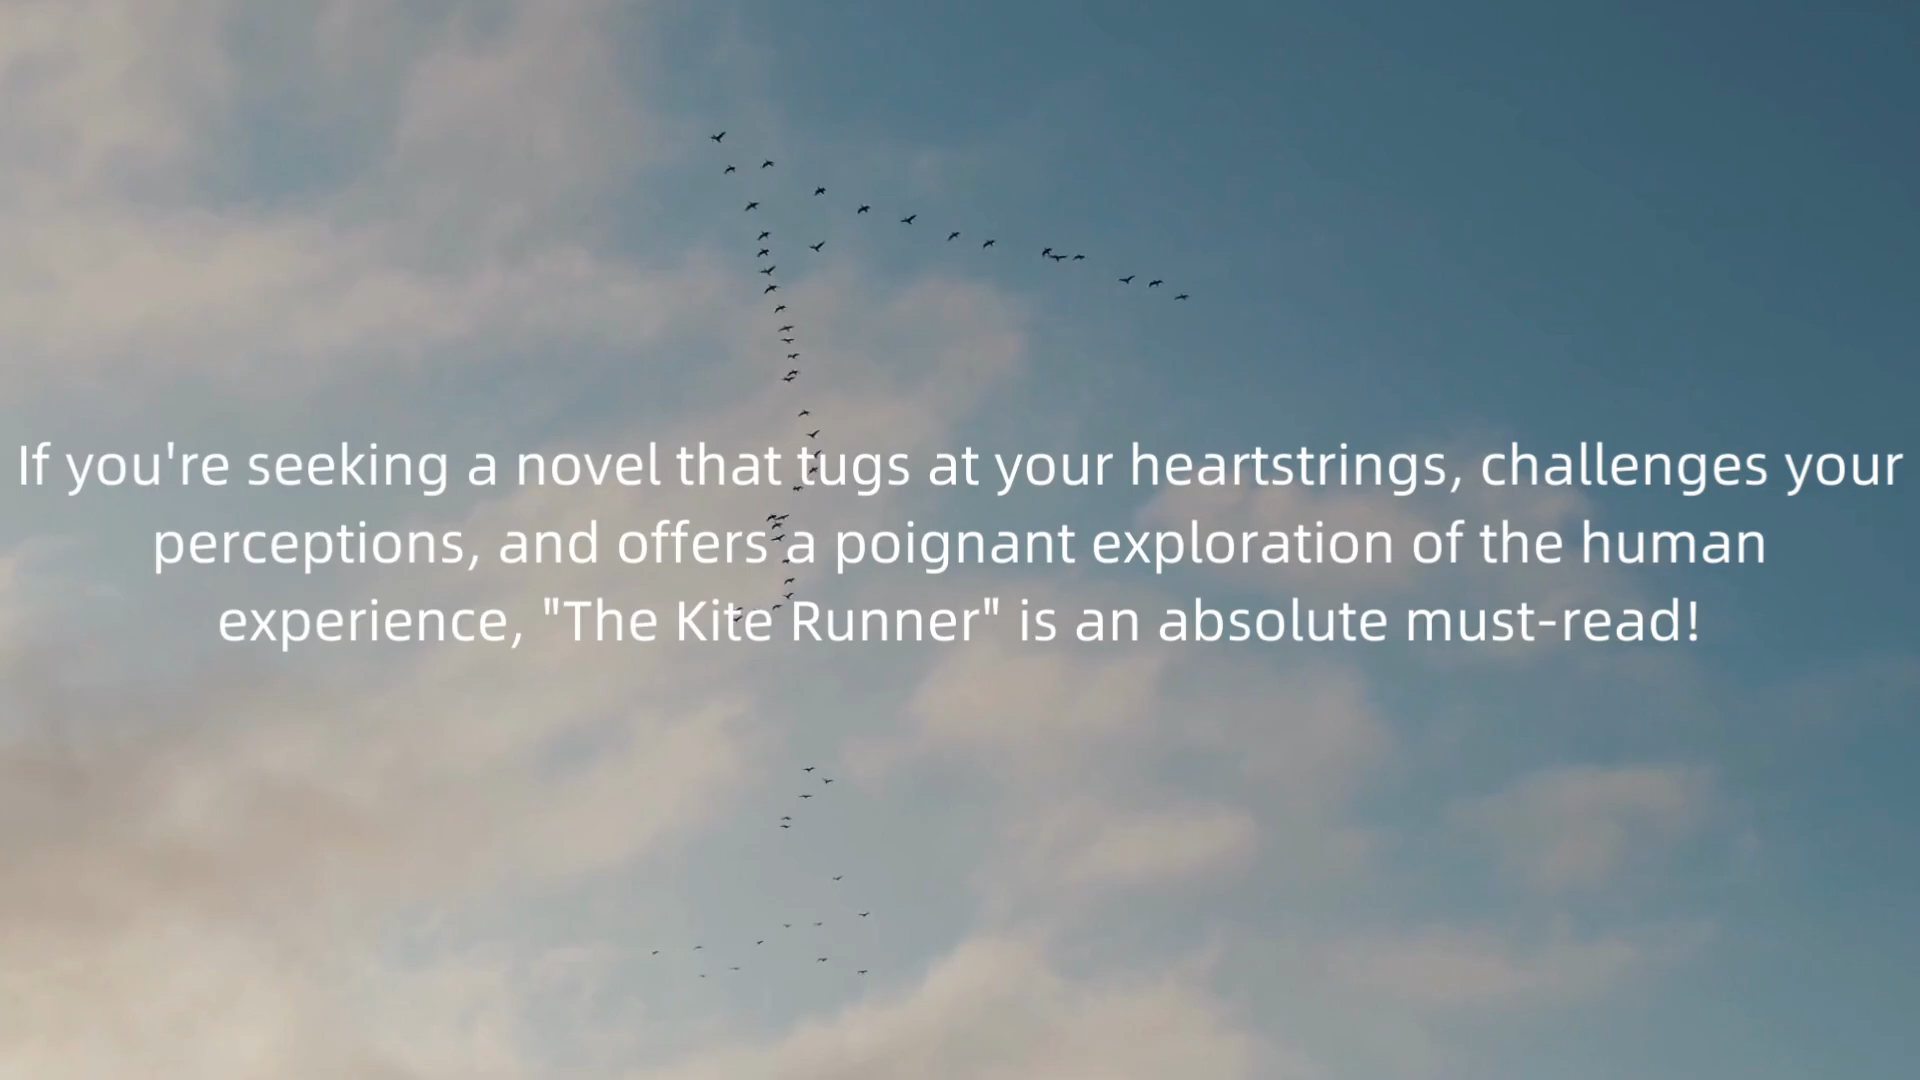 If you're seeking a novel that tugs at your heartstrings, challenges your
perceptions, and offers a poignant exploration of the human
experience, "The Kite Runner" is an absolute must-read!